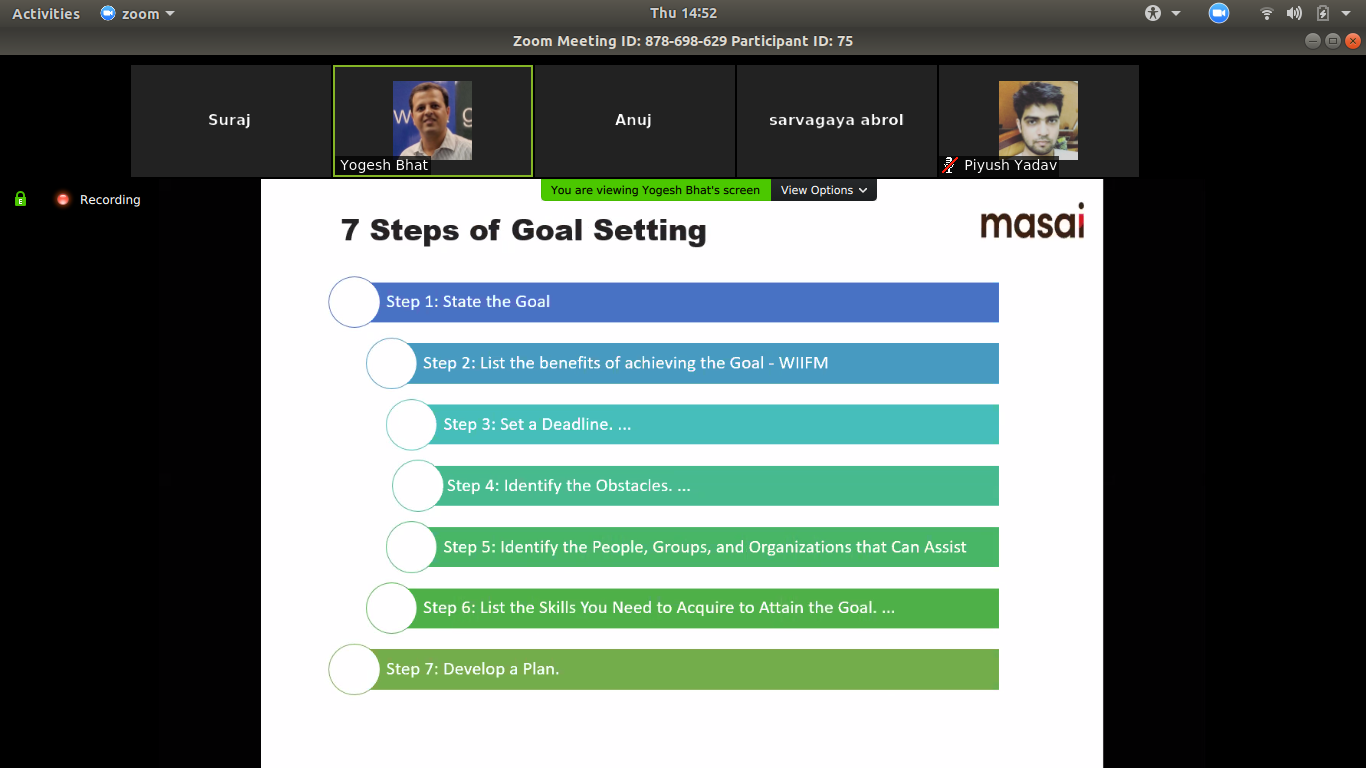 Activities zoom Thu 14:52
Zoom Meeting ID: 878-698-629 Participant ID: 75
Suraj
Yogesh Bhat
Anuj
sarvagaya abrol
Piyush Yadav
Recording
You are viewing Yogesh Bhat's screen View Options
7 Steps of Goal Setting
masai
Step 1: State the Goal
Step 2: List the benefits of achieving the Goal - WIIFM
Step 3: Set a Deadline. ...
Step 4: Identify the Obstacles. ...
Step 5: Identify the People, Groups, and Organizations that Can Assist
Step 6: List the Skills You Need to Acquire to Attain the Goal. ...
Step 7: Develop a Plan.